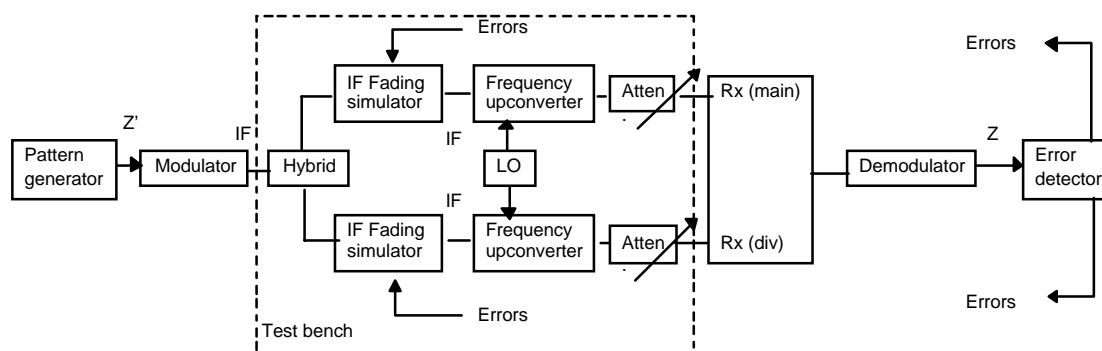 Errors
Errors
IF Fading
simulator
Frequency
upconverter
Atten
Rx (main)
Z'
IF
IF
Z
Pattern
generator
Modulator
Hybrid
LO
Demodulator
Error
detector
IF
IF Fading
simulator
Frequency
upconverter
Atten
Rx (div)
Errors
Errors
Test bench